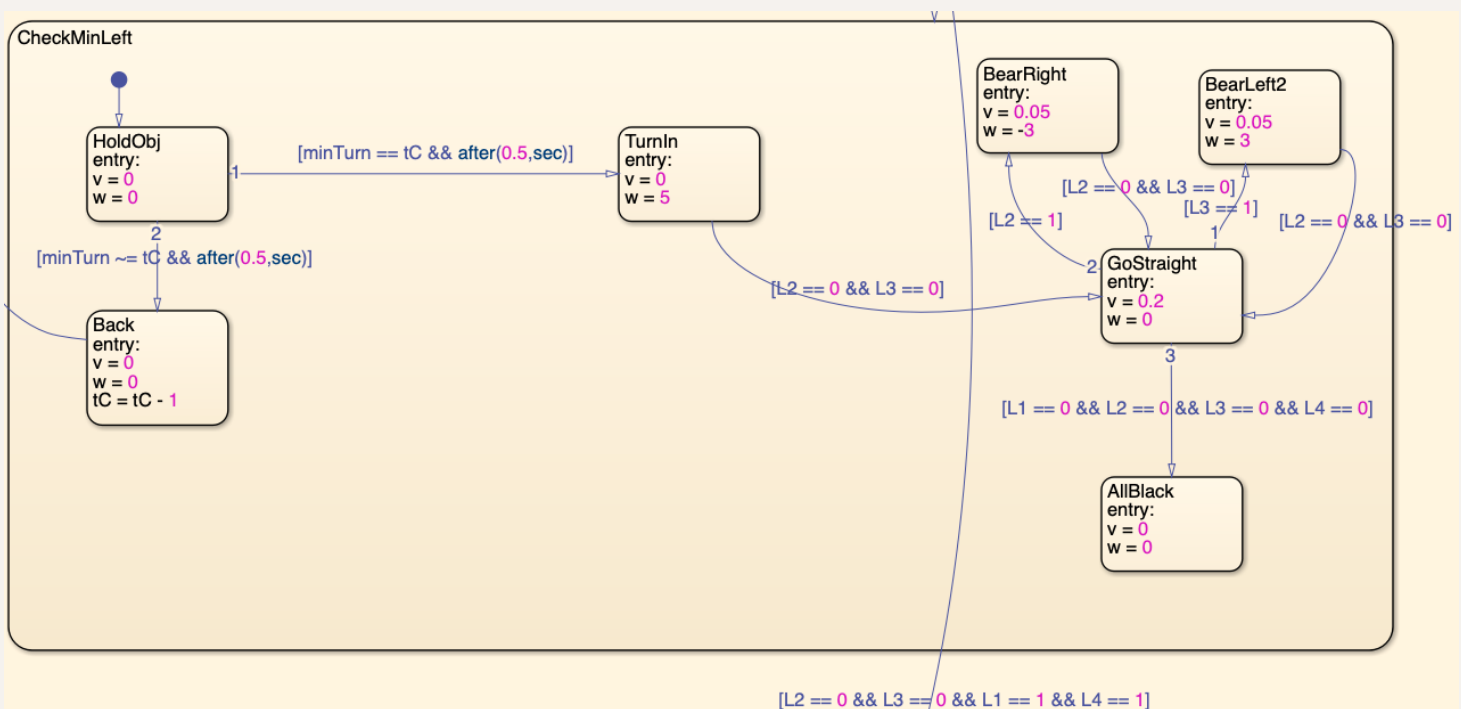 CheckMinLeft
HoldObj
entry:
v = 0
w = 0
1
[minTurn == tC && after(0.5,sec)]
TurnIn
entry:
v = 0
w = 5
2
[minTurn ~= tC && after(0.5,sec)]
Back
entry:
v = 0
w = 0
tC = tC - 1
[L2 == 0 && L3 == 0]
BearRight
entry:
v = 0.05
w = -3
BearLeft2
entry:
v = 0.05
w = 3
[L2 == 0 && L3 == 0]
[L3 == 1]
[L2 == 1]
[L2 == 0 && L3 == 0]
1
2
GoStraight
entry:
v = 0.2
w = 0
3
[L1 == 0 && L2 == 0 && L3 == 0 && L4 == 0]
AllBlack
entry:
v = 0
w = 0
[L2 == 0 && L3 == 0 && L1 == 1 && L4 == 1]